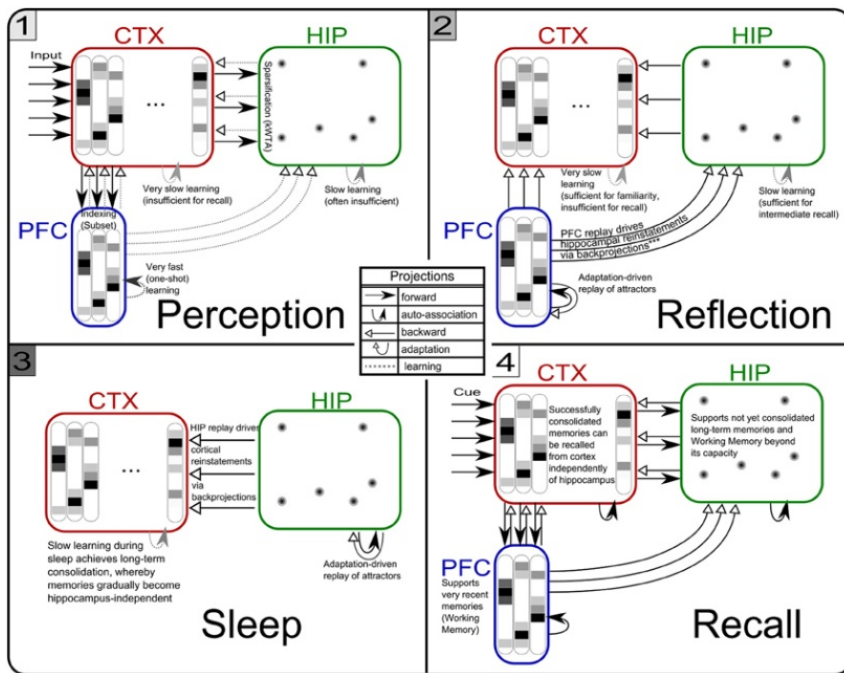 1
CTX
HIP
Input
...
Sparsification (kWTA)
Very slow learning
(insufficient for recall)
Slow learning
(often insufficient)
PFC
Indexing
(Subset)
Very fast
(one-shot)
learning
Perception
2
CTX
HIP
...
Very slow
learning
(sufficient for familiarity,
insufficient for recall)
Slow learning
(sufficient for
intermediate recall)
PFC
PFC replay drives
hippocampal reinstatements
via backprojections***
Adaptation-driven
replay of attractors
Reflection
Projections
forward
auto-association
backward
adaptation
learning
3
CTX
HIP
...
HIP replay drives
cortical
reinstatements
via
backprojections
Slow learning during
sleep achieves long-term
consolidation, whereby
memories gradually become
hippocampus-independent
Adaptation-driven
replay of attractors
Sleep
4
CTX
HIP
Cue
Successfully
consolidated
memories can
be recalled
from cortex
independently
of hippocampus
Supports not yet consolidated
long-term memories and
Working Memory beyond
its capacity
PFC
Supports
very recent
memories
(Working
Memory)
Recall